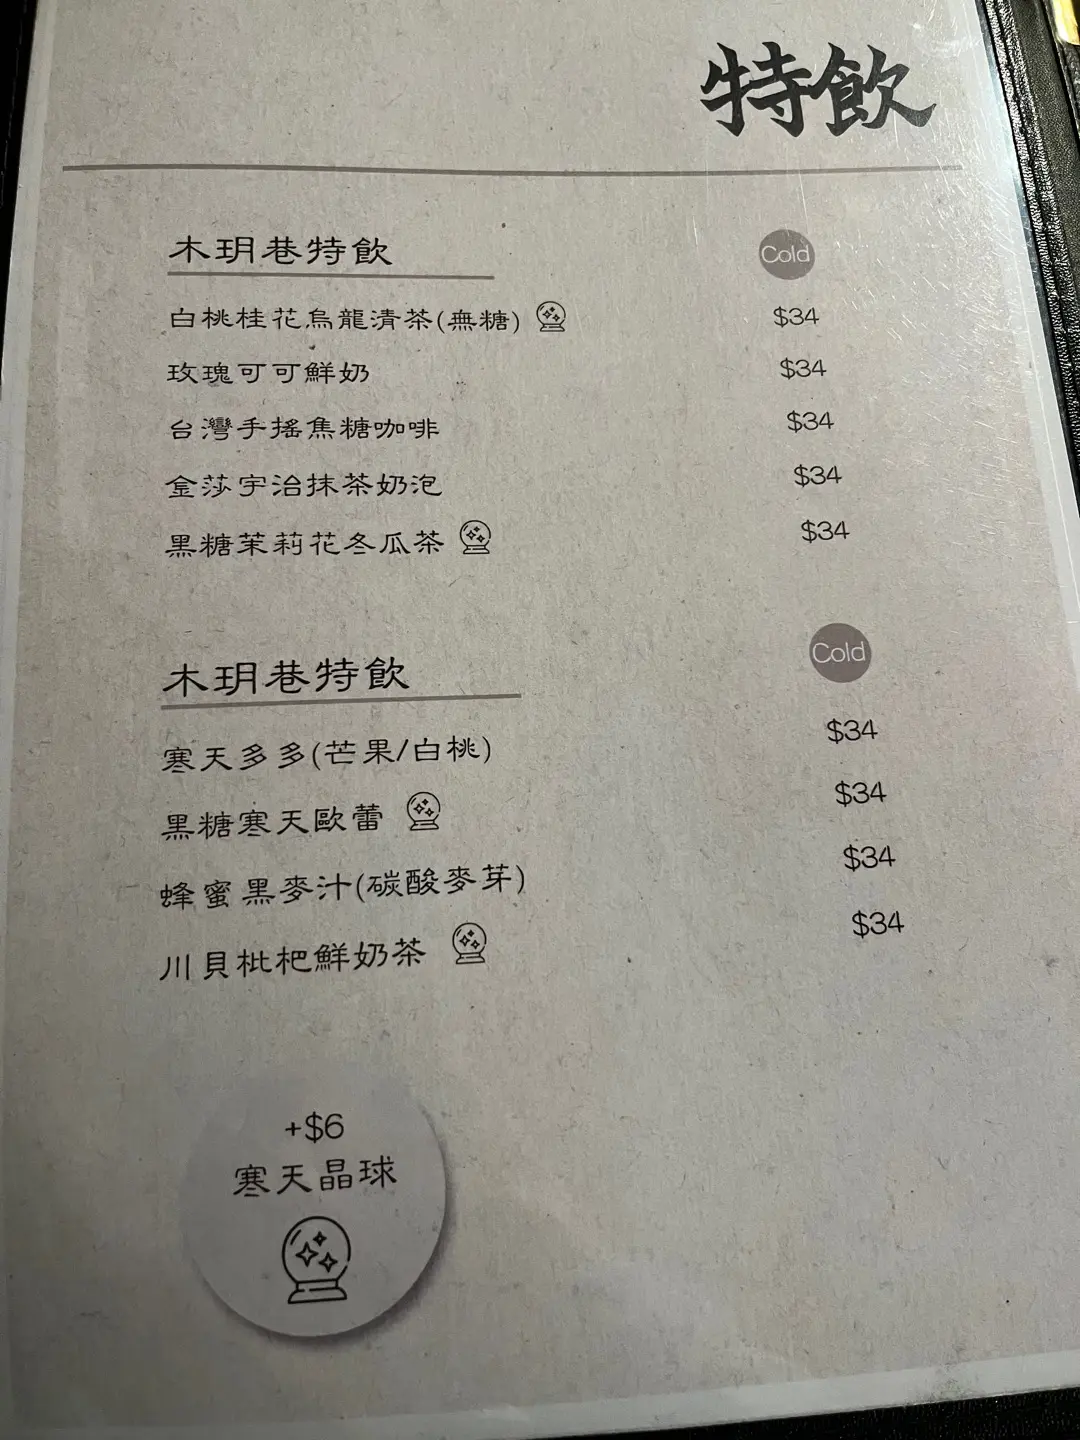 特飲
木玥巷特飲 Cold
白桃桂花烏龍清茶(無糖) $34
玫瑰可可鮮奶 $34
台灣手搖焦糖咖啡 $34
金莎宇治抹茶奶泡 $34
黑糖茉莉花冬瓜茶 $34
木玥巷特飲 Cold
寒天多多(芒果/白桃) $34
黑糖寒天歐蕾 $34
蜂蜜黑麥汁(碳酸麥芽) $34
川貝枇杷鮮奶茶 $34
+$6
寒天晶球